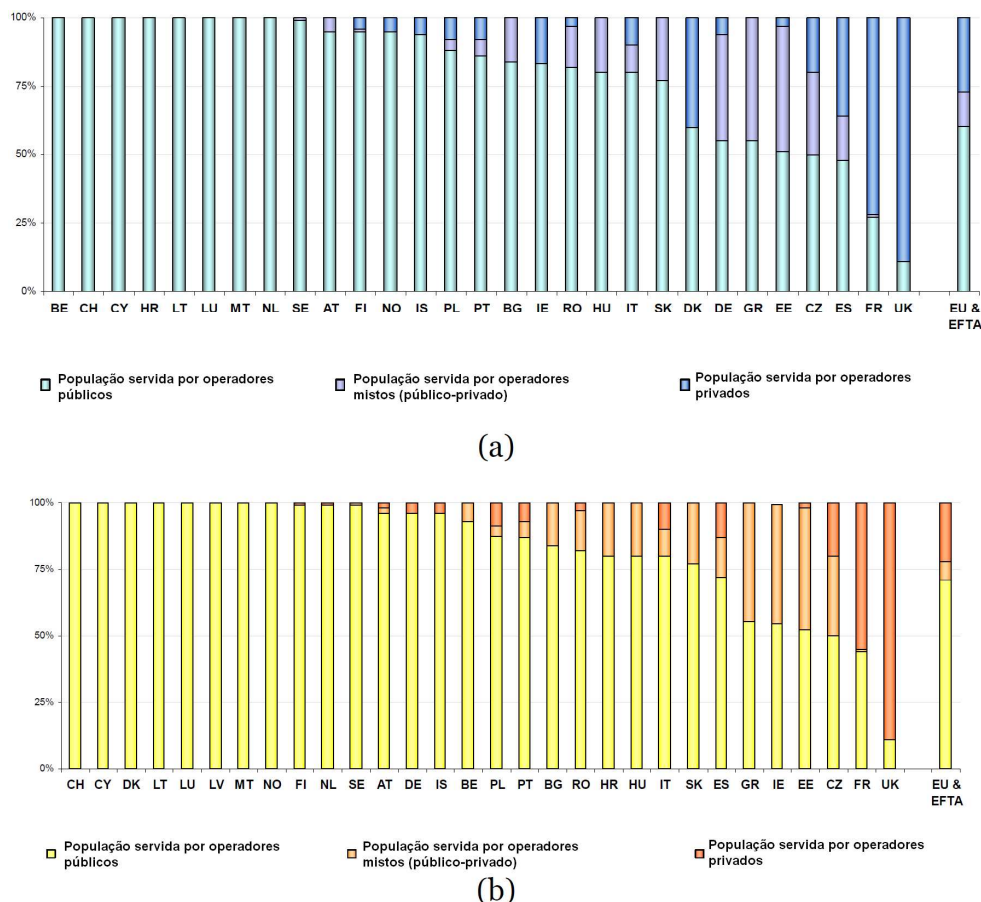 100%
75%
50%
25%
0%
BE CH CY HR LT LU MT NL SE AT FI NO IS PL PT BG IE RO HU IT SK DK DE GR EE CZ ES FR UK EU &
EFTA
População servida por operadores
públicos
População servida por operadores
mistos (público-privado)
População servida por operadores
privados
(a)
100%
75%
50%
25%
0%
CH CY DK LT LU LV MT NO FI NL SE AT DE IS BE PL PT BG RO HR HU IT SK ES GR IE EE CZ FR UK EU &
EFTA
População servida por operadores
públicos
População servida por operadores
mistos (público-privado)
População servida por operadores
privados
(b)